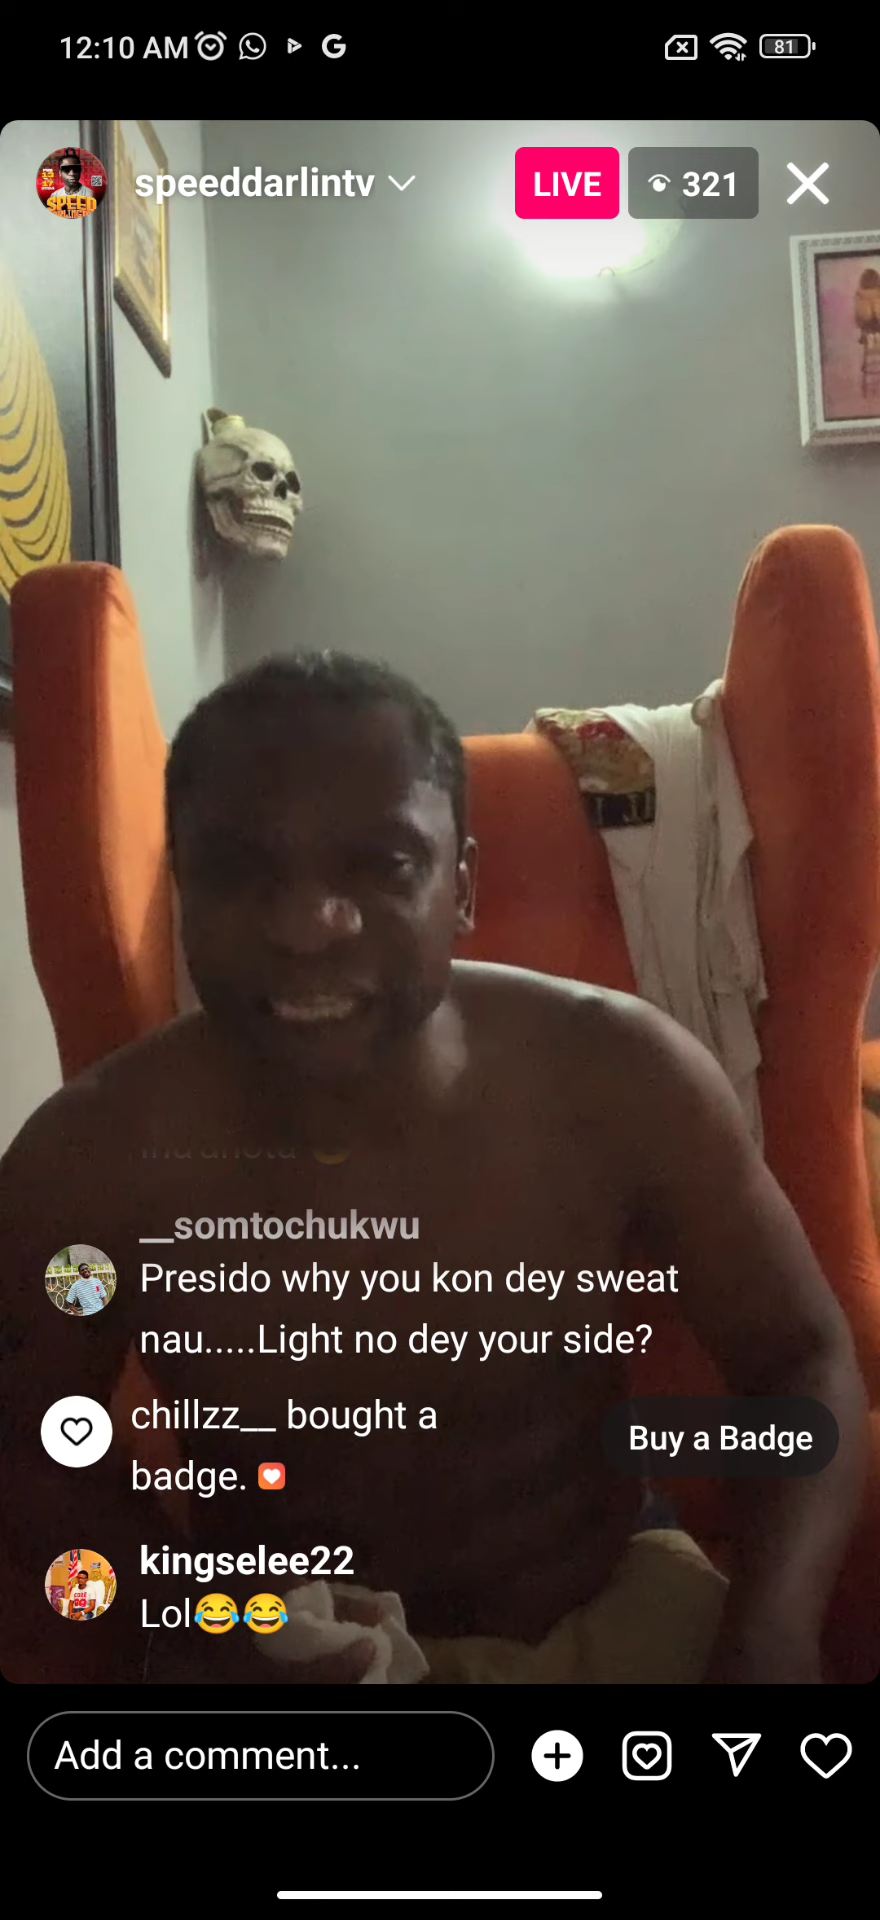 12:10 AM
81
speeddarlintv
LIVE
321
__somtochukwu
Presido why you kon dey sweat
nau.....Light no dey your side?
chillzz__ bought a
badge.
Buy a Badge
kingselee22
Lol😂😂
Add a comment...